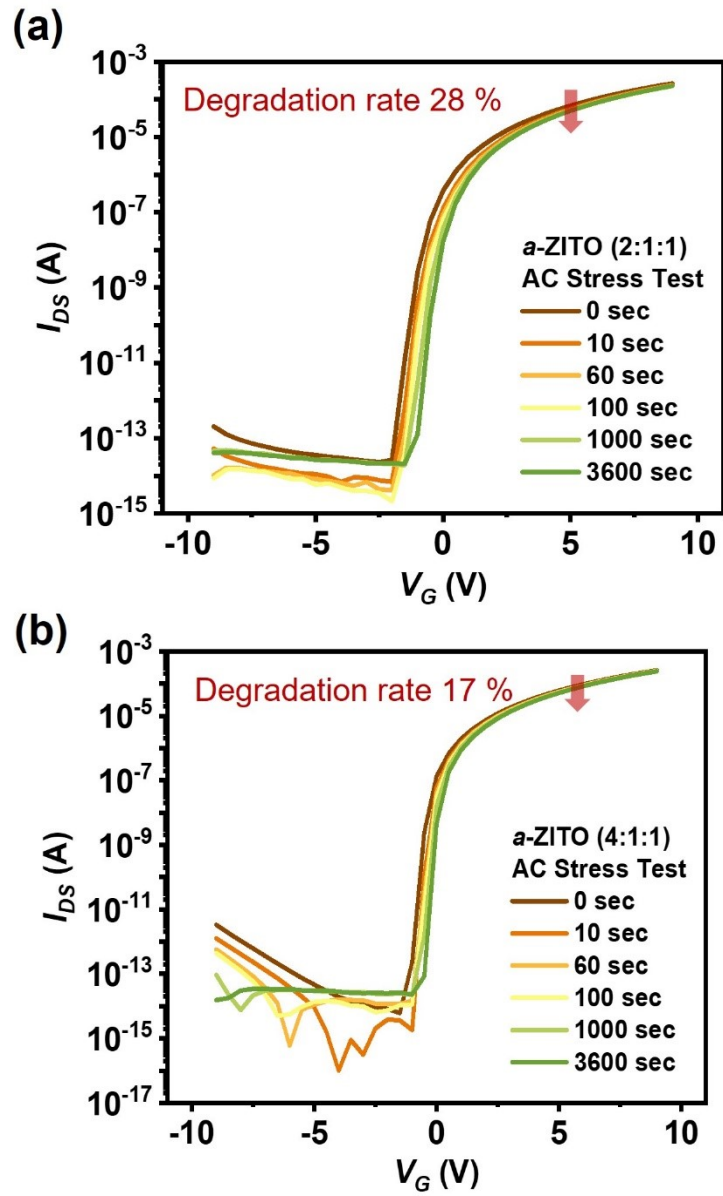 (a)
10⁻³
Degradation rate 28 %
10⁻⁵
10⁻⁷
a-ZITO (2:1:1)
AC Stress Test
10⁻⁹
0 sec
10 sec
10⁻¹¹
60 sec
100 sec
10⁻¹³
1000 sec
3600 sec
10⁻¹⁵
I_DS (A)
-10 -5 0 5 10
V_G (V)
(b)
10⁻³
Degradation rate 17 %
10⁻⁵
10⁻⁷
10⁻⁹
a-ZITO (4:1:1)
AC Stress Test
10⁻¹¹
0 sec
10 sec
10⁻¹³
60 sec
100 sec
10⁻¹⁵
1000 sec
3600 sec
10⁻¹⁷
I_DS (A)
-10 -5 0 5 10
V_G (V)